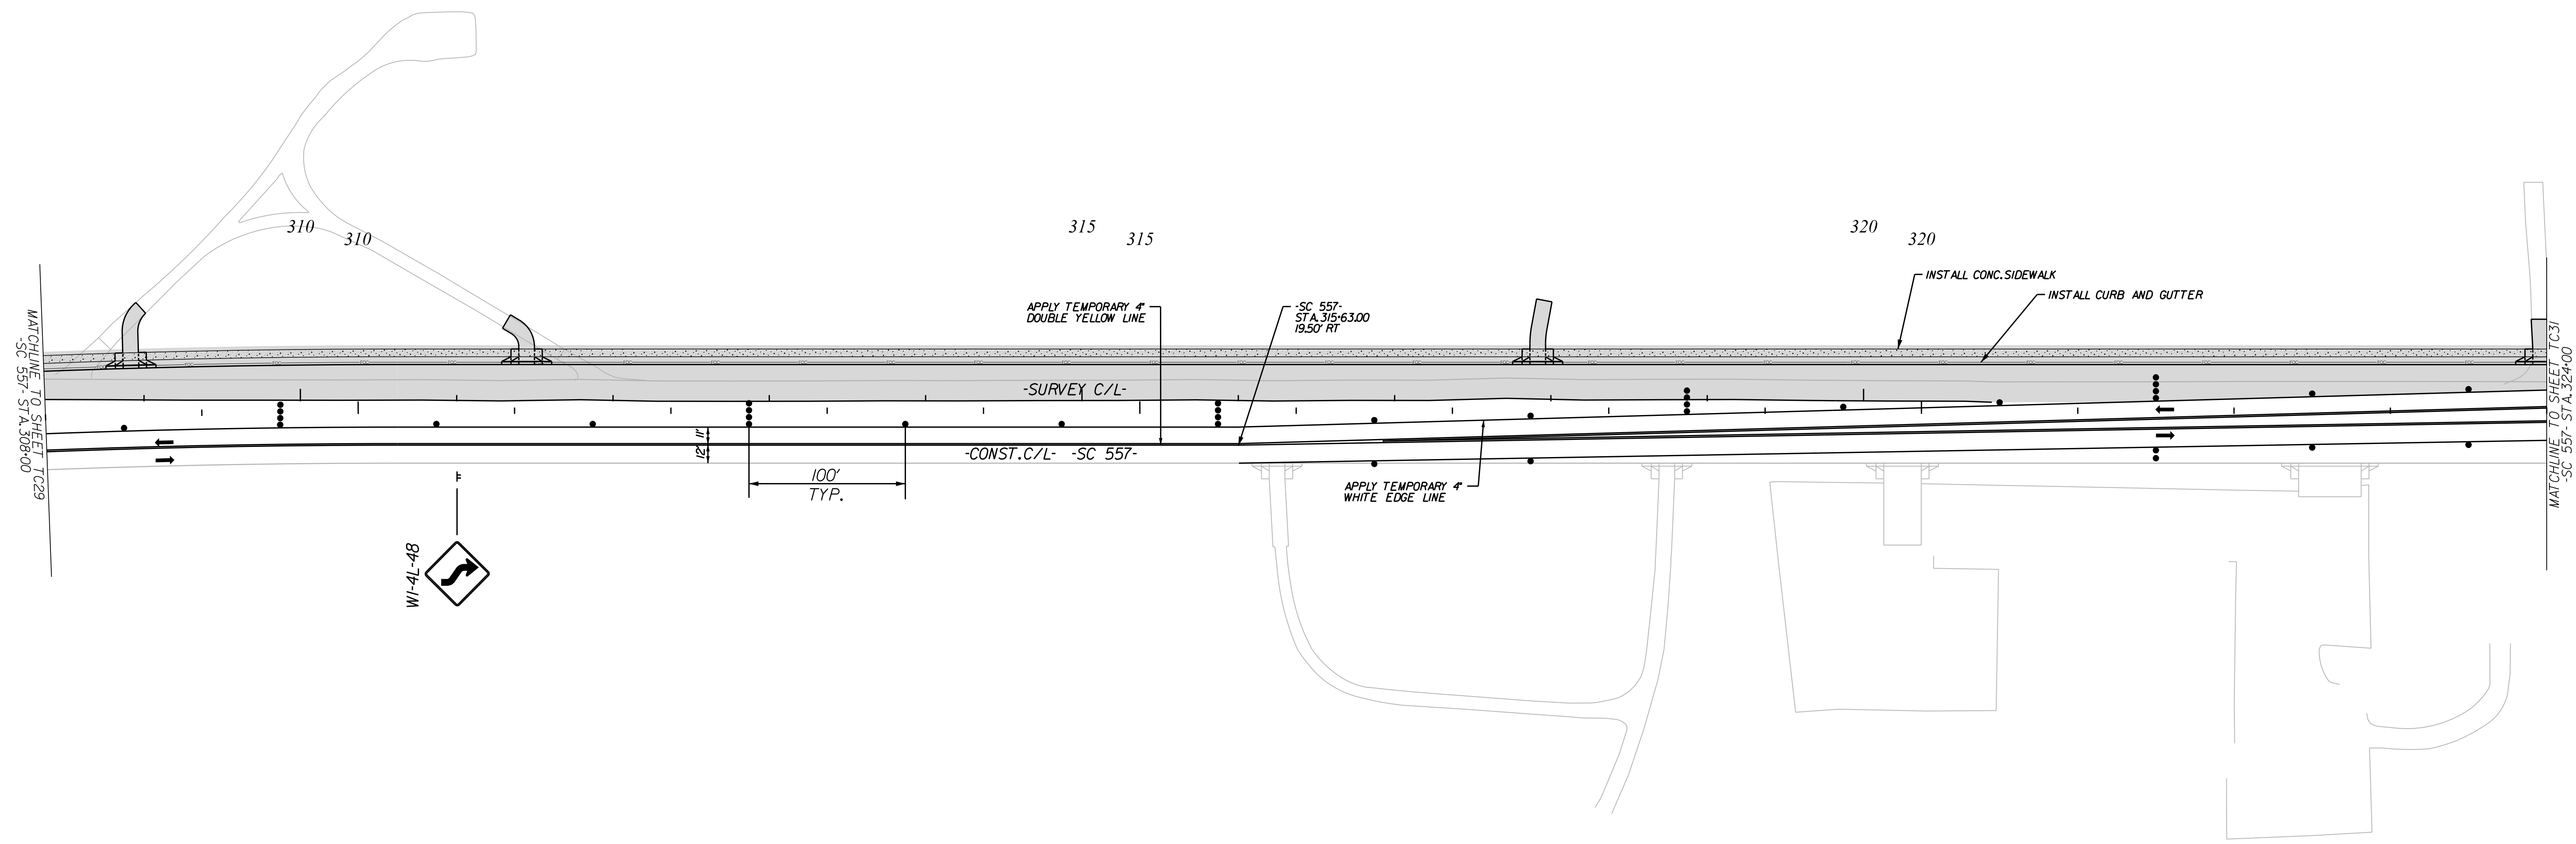 310
310
315
315
320
320
INSTALL CONC. SIDEWALK
INSTALL CURB AND GUTTER
APPLY TEMPORARY 4"
DOUBLE YELLOW LINE
-SC 557-
STA. 315+63.00
19.50' RT
MATCHLINE TO SHEET TC29
-SC 557- STA. 308+00
-SURVEY C/L-
11'
12'
-CONST. C/L- -SC 557-
100'
TYP.
APPLY TEMPORARY 4"
WHITE EDGE LINE
W1-4L-48
MATCHLINE TO SHEET TC31
-SC 557- STA. 324+00